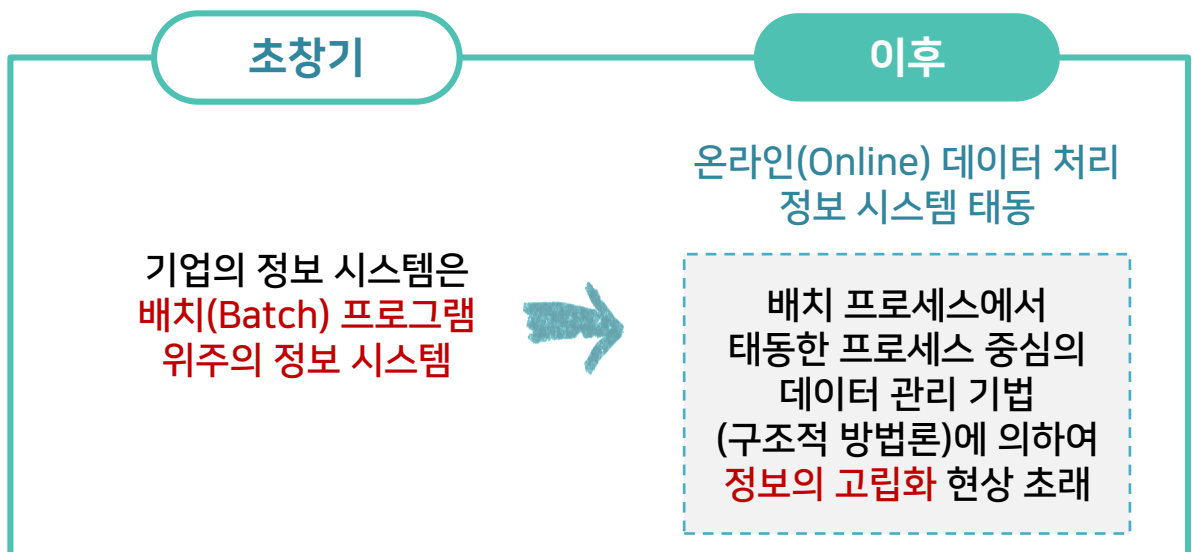 초창기
이후
기업의 정보 시스템은
배치(Batch) 프로그램
위주의 정보 시스템
온라인(Online) 데이터 처리
정보 시스템 태동
배치 프로세스에서
태동한 프로세스 중심의
데이터 관리 기법
(구조적 방법론)에 의하여
정보의 고립화 현상 초래